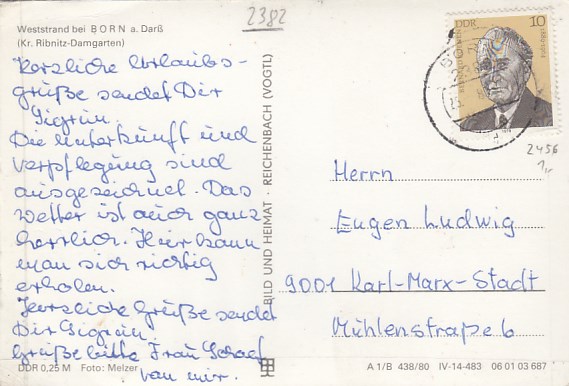 2382
Weststrand bei BORN a. Darß
(Kr. Ribnitz-Damgarten)
Herzliche Urlaubs-
grüße sendet Dir
Sigrun.
Die Unterkunft und
Verpflegung sind
ausgezeichnet. Das
Wetter ist auch ganz
herrlich. Hier kann
man sich richtig
erholen.
Herzliche Grüße sendet
Dir Sigrun.
Grüße bitte Frau
von mir.
DDR 0,25 M Foto: Melzer
BILD UND HEIMAT · REICHENBACH (VOGTL)
DDR 10
2456
Herrn
Eugen Ludwig
9001 Karl-Marx-Stadt
Mühlenstraße 6
A 1/B 438/80 IV-14-483 06 01 03 687